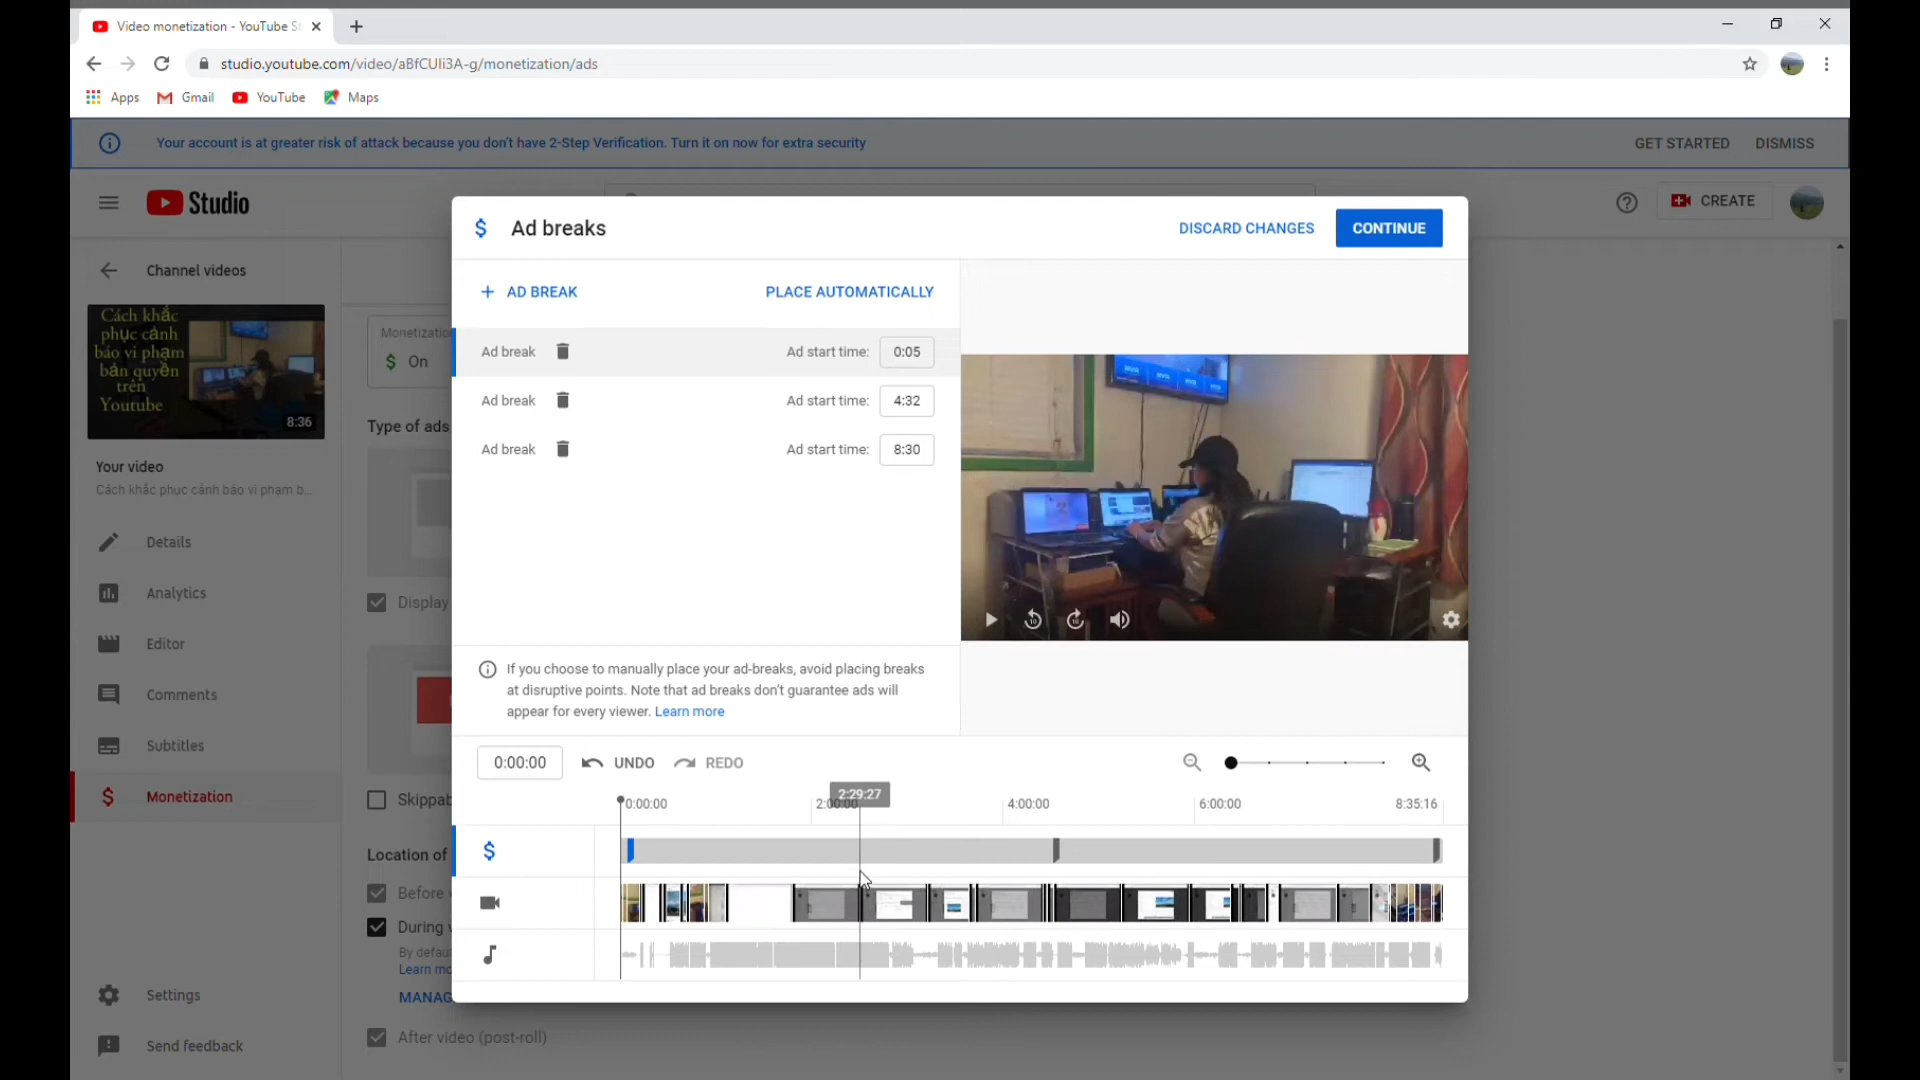 Video monetization - YouTube St
studio.youtube.com/video/aBfCUIi3A-g/monetization/ads
Apps
Gmail
YouTube
Maps
Your account is at greater risk of attack because you don't have 2-Step Verification. Turn it on now for extra security
GET STARTED
DISMISS
Studio
CREATE
Ad breaks
DISCARD CHANGES
CONTINUE
Channel videos
Cách khắc
phục cảnh
báo vi phạm
bản quyền
trên
Youtube
8:36
Your video
Cách khắc phục cảnh báo vi phạm b...
Details
Analytics
Editor
Comments
Subtitles
Monetization
Settings
Send feedback
Monetizatio
On
Type of ads
Display
Skippab
Location of
Before
During
By defau
Learn mo
MANAG
After video (post-roll)
AD BREAK
PLACE AUTOMATICALLY
Ad break
Ad start time:
0:05
Ad break
Ad start time:
4:32
Ad break
Ad start time:
8:30
If you choose to manually place your ad-breaks, avoid placing breaks
at disruptive points. Note that ad breaks don't guarantee ads will
appear for every viewer. Learn more
0:00:00
UNDO
REDO
2:29:27
0:00:00
2:00:00
4:00:00
6:00:00
8:35:16